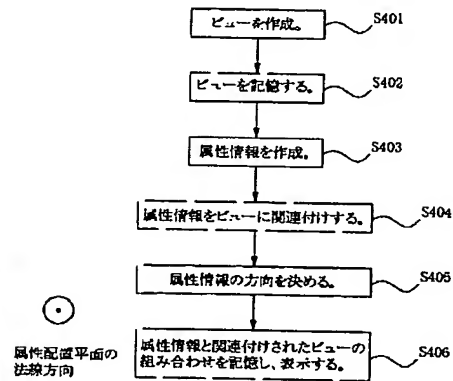 ビューを作成。
S401
ビューを記憶する。
S402
属性情報を作成。
S403
属性情報をビューに関連付けする。
S404
属性情報の方向を決める。
S405
属性情報と関連付けされたビューの
組み合わせを記憶し、表示する。
S406
属性配置平面の
法線方向